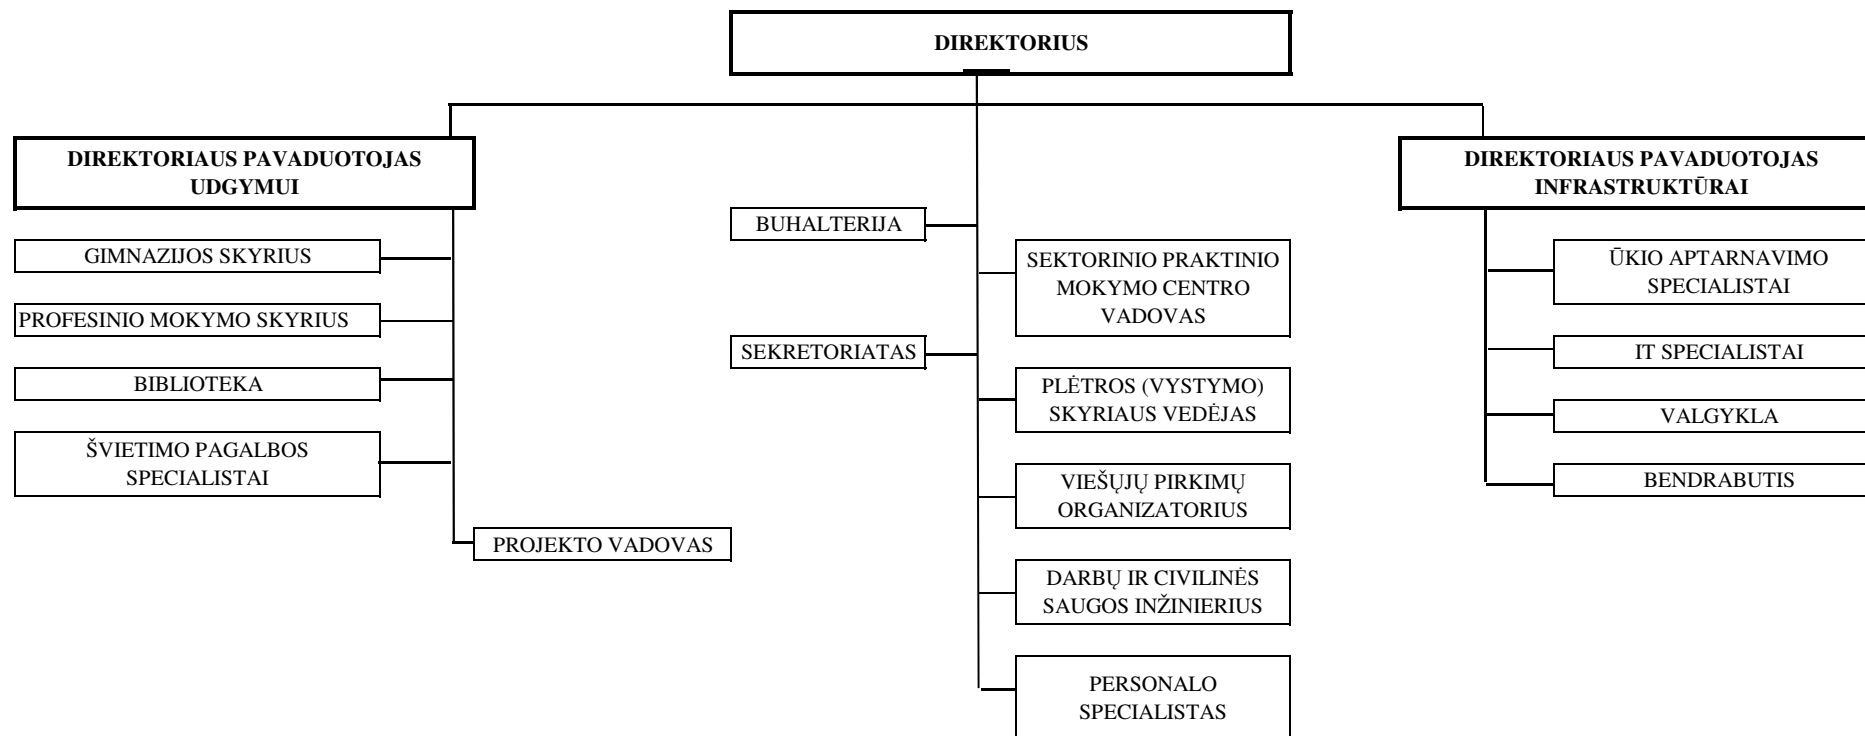 DIREKTORIUS
DIREKTORIAUS PAVADUOTOJAS
UDGYMUI
GIMNAZIJOS SKYRIUS
PROFESINIO MOKYMO SKYRIUS
BIBLIOTEKA
ŠVIETIMO PAGALBOS
SPECIALISTAI
PROJEKTO VADOVAS
BUHALTERIJA
SEKRETORIATAS
SEKTORINIO PRAKTINIO
MOKYMO CENTRO
VADOVAS
PLĖTROS (VYSTYMO)
SKYRIAUS VEDĖJAS
VIEŠŲJŲ PIRKIMŲ
ORGANIZATORIUS
DARBŲ IR CIVILINĖS
SAUGOS INŽINIERIUS
PERSONALO
SPECIALISTAS
DIREKTORIAUS PAVADUOTOJAS
INFRASTRUKTŪRAI
ŪKIO APTARNAVIMO
SPECIALISTAI
IT SPECIALISTAI
VALGYKLA
BENDRABUTIS